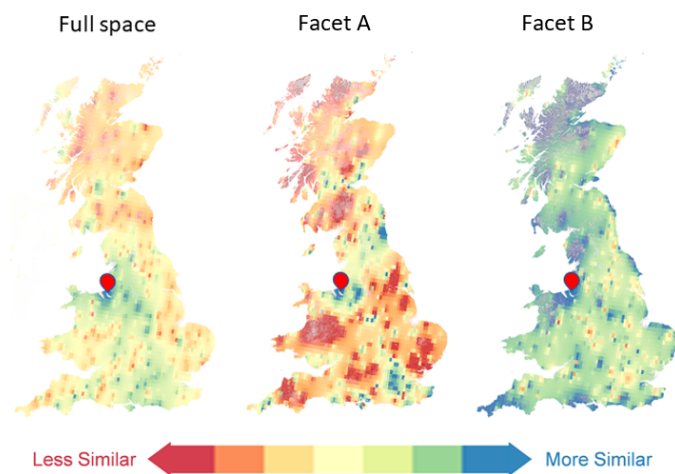 Full space
Facet A
Facet B
Less Similar
More Similar